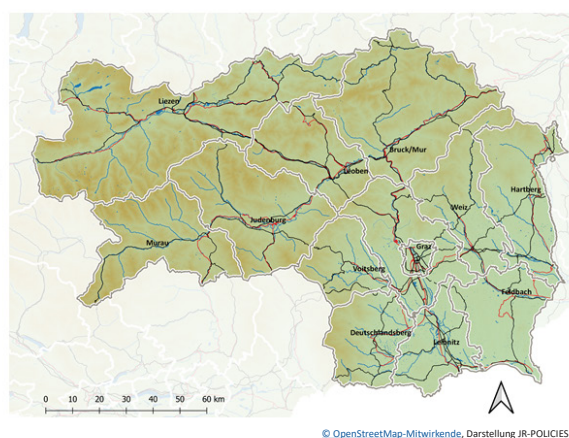 Liezen
Bruck/Mur
Leoben
Hartberg
Weiz
Judenburg
Murau
Graz
Voitsberg
Feldbach
Deutschlandsberg
Leibnitz
0 10 20 30 40 50 60 km
© OpenStreetMap-Mitwirkende, Darstellung JR-POLICIES